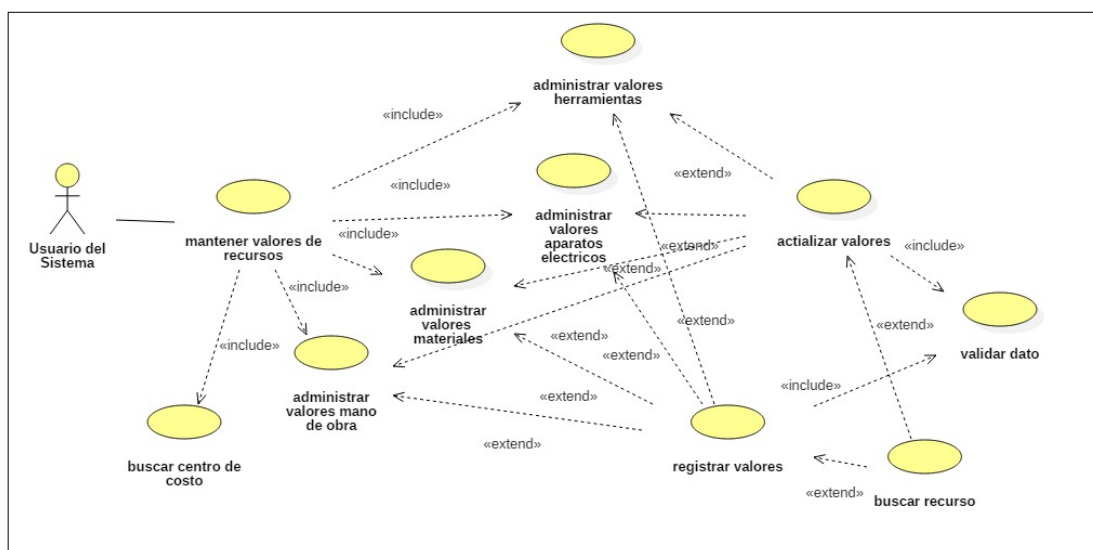 administrar valores
herramientas
«include»
«extend»
«include»
Usuario del
Sistema
mantener valores de
recursos
«include»
administrar
valores
aparatos
electricos
«extend»
actializar valores
«include»
«extend»
«include»
administrar
valores
materiales
«extend»
«extend»
«extend»
validar dato
«include»
«extend»
«extend»
«include»
administrar
valores mano
de obra
«extend»
«extend»
buscar centro de
costo
registrar valores
«extend»
buscar recurso